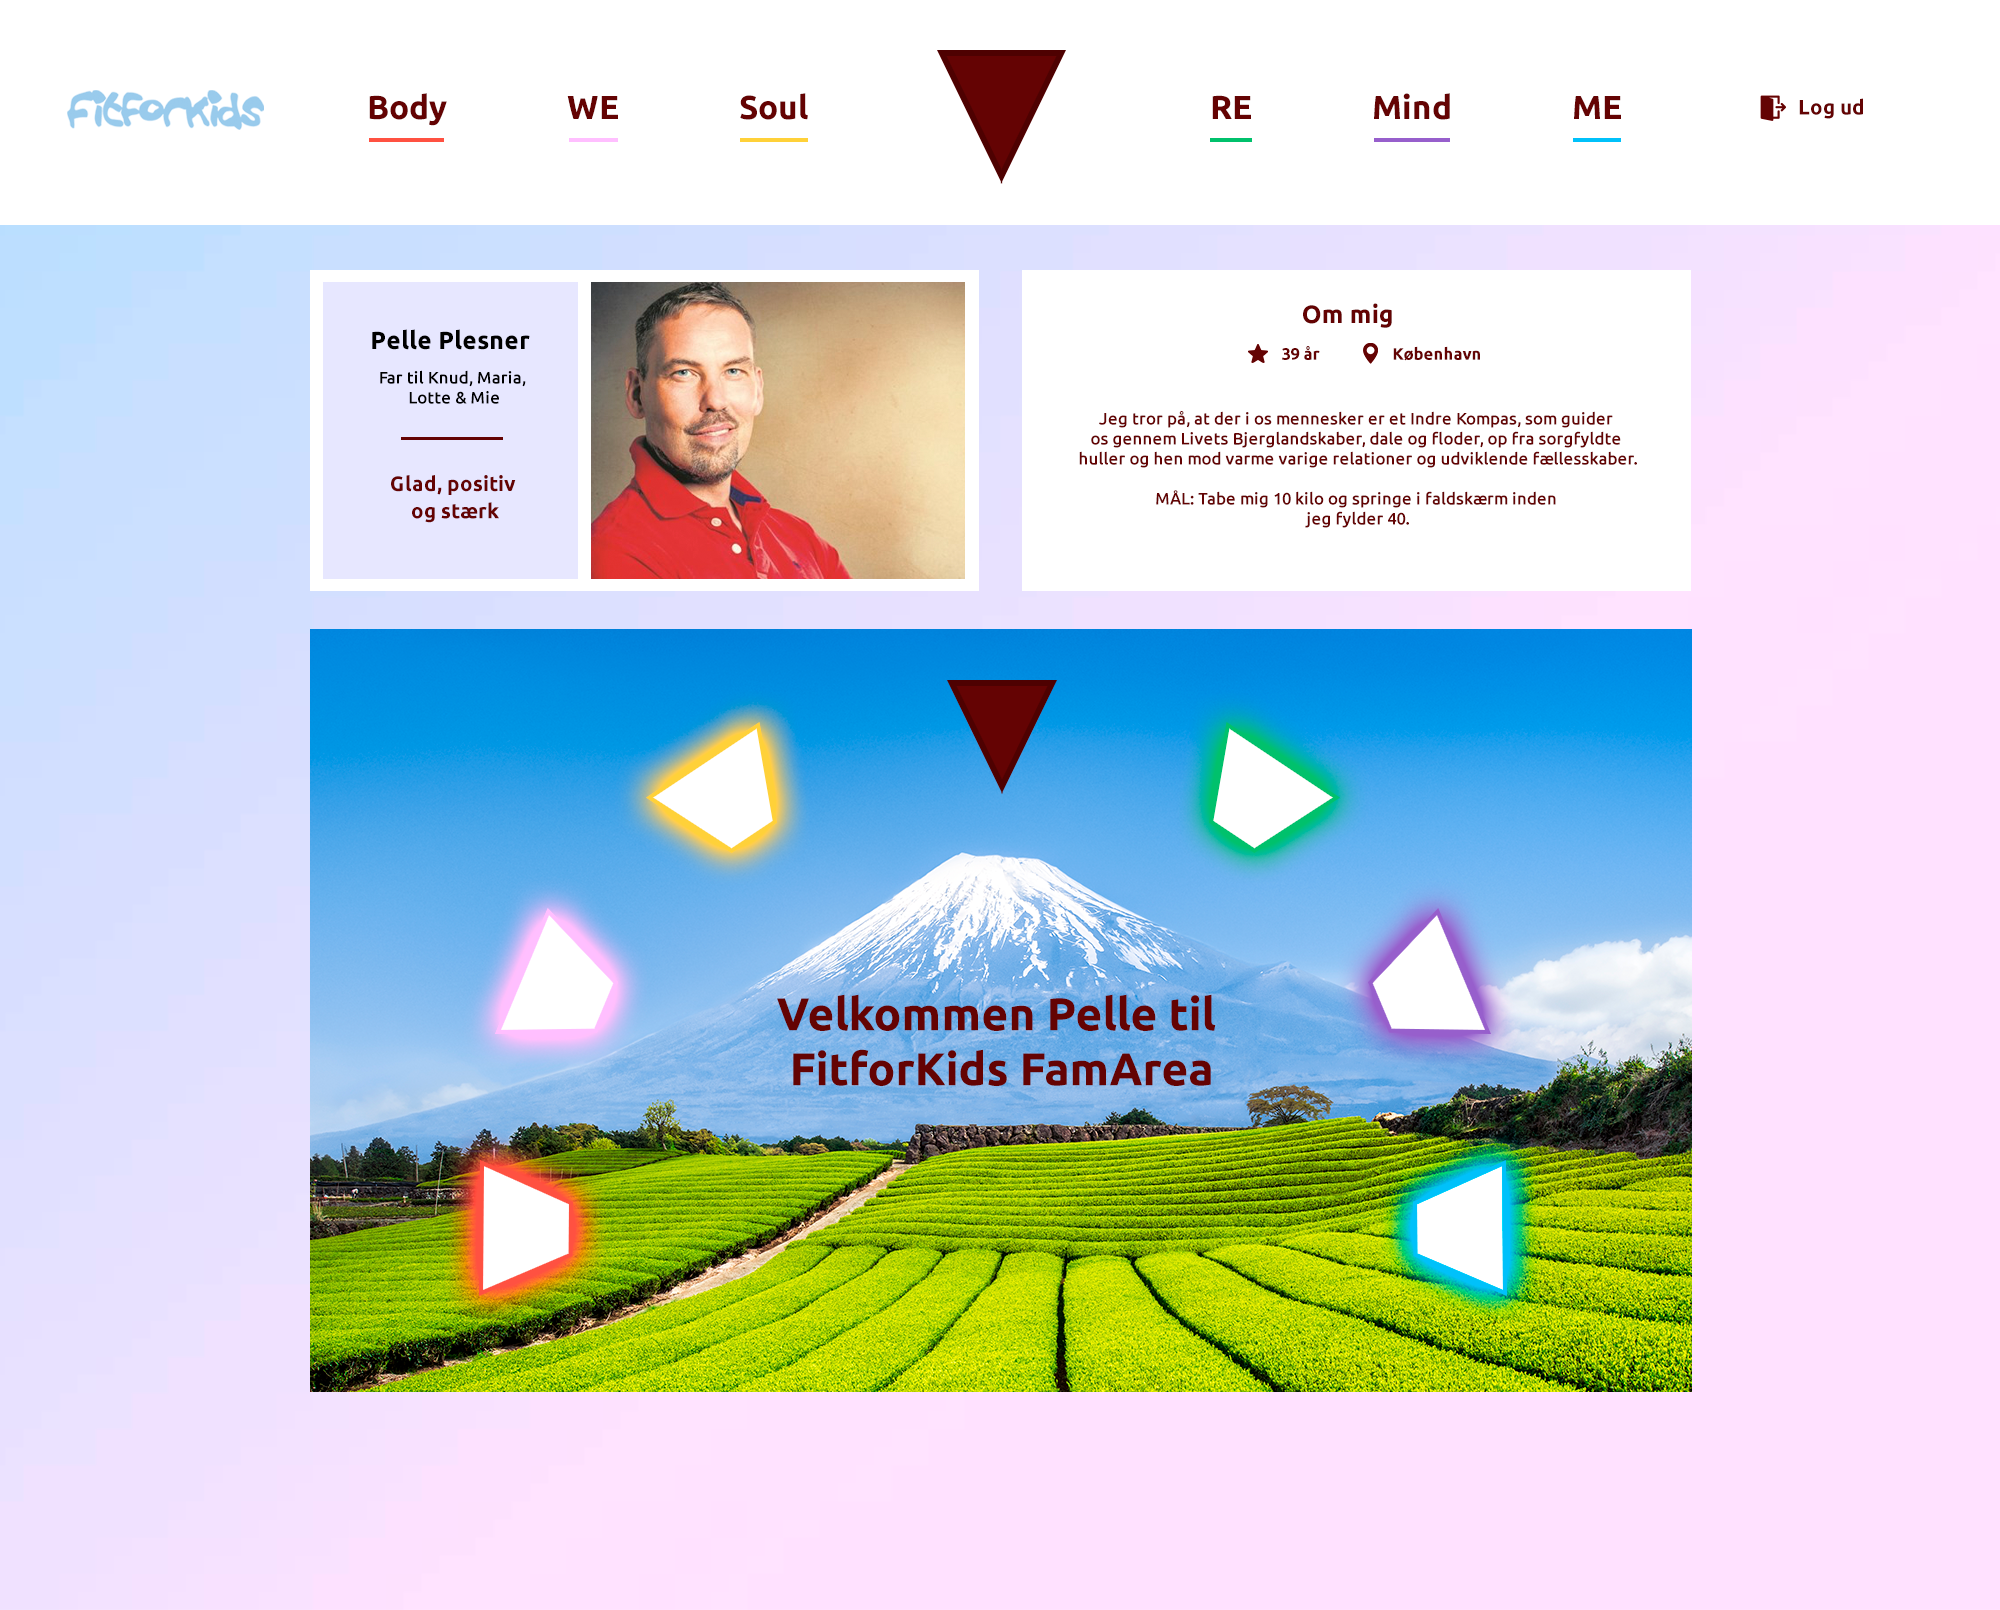 FitforKids
Body
WE
Soul
RE
Mind
ME
Log ud
Pelle Plesner
Far til Knud, Maria,
Lotte & Mie
Glad, positiv
og stærk
Om mig
39 år
København
Jeg tror på, at der i os mennesker er et Indre Kompas, som guider
os gennem Livets Bjerglandskaber, dale og floder, op fra sorgfyldte
huller og hen mod varme varige relationer og udviklende fællesskaber.
MÅL: Tabe mig 10 kilo og springe i faldskærm inden
jeg fylder 40.
Velkommen Pelle til
FitforKids FamArea